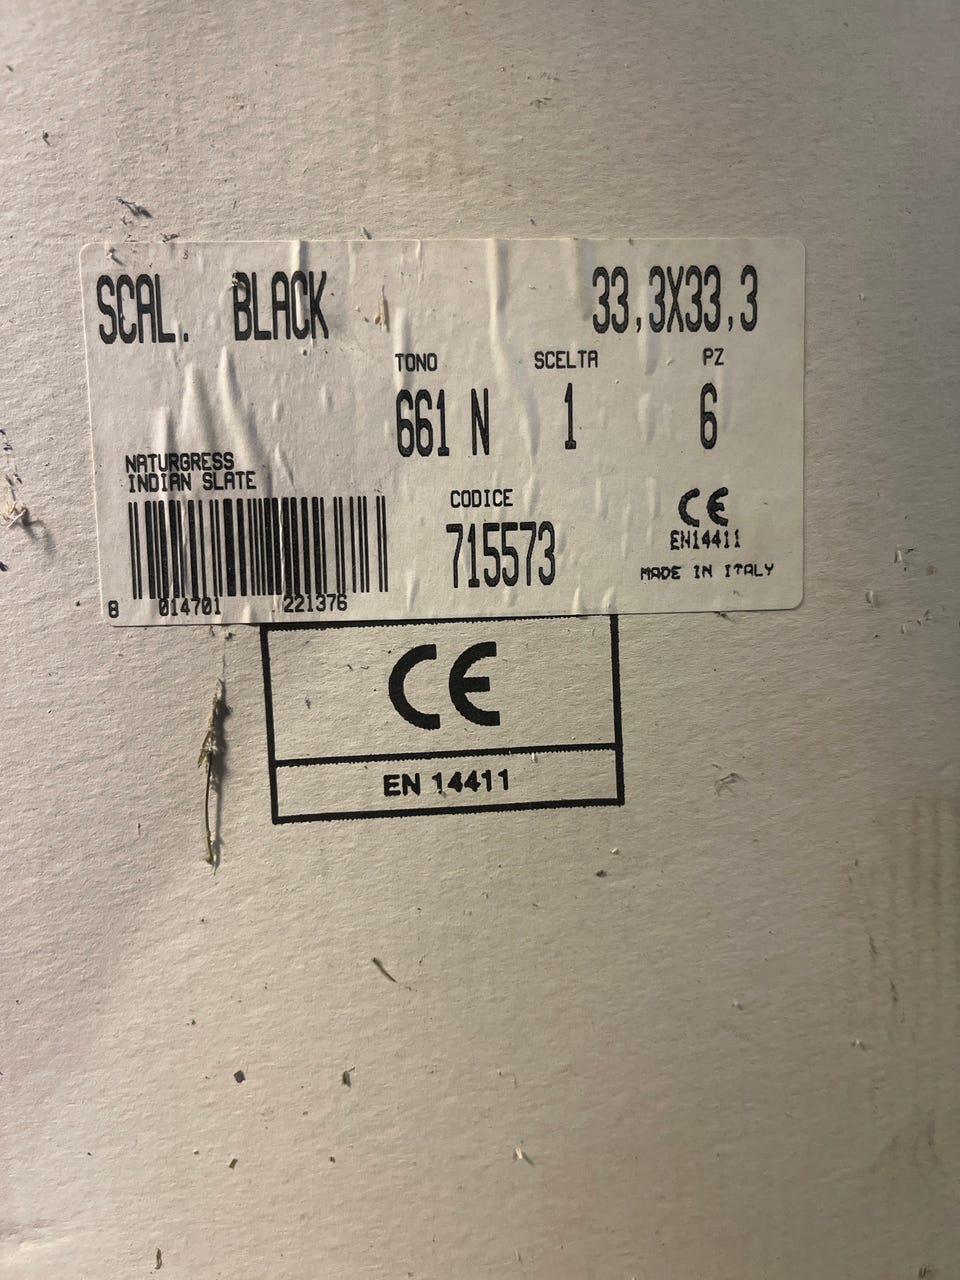 SCAL. BLACK 33,3X33,3
TONO SCELTA PZ
661 N 1 6
NATURGRESS
INDIAN SLATE
CODICE
715573
CE
EN14411
MADE IN ITALY
8 014701 221376
CE
EN 14411